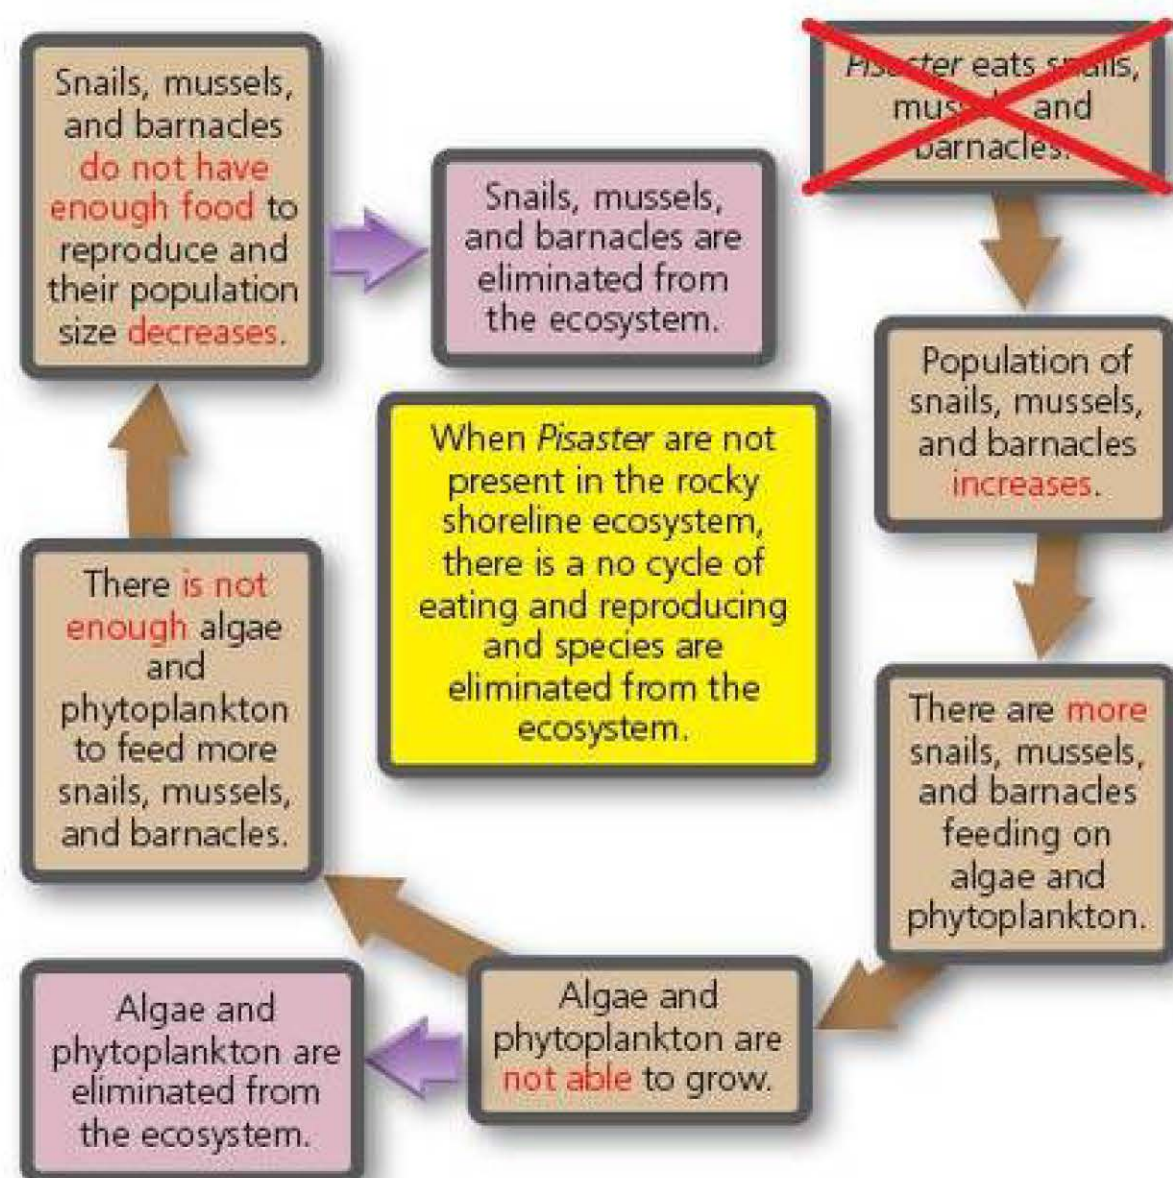 Snails, mussels,
and barnacles
do not have
enough food to
reproduce and
their population
size decreases.
Snails, mussels,
and barnacles are
eliminated from
the ecosystem.
Pisaster eats snails,
mussels, and
barnacles.
Population of
snails, mussels,
and barnacles
increases.
When Pisaster are not
present in the rocky
shoreline ecosystem,
there is a no cycle of
eating and reproducing
and species are
eliminated from the
ecosystem.
There is not
enough algae
and
phytoplankton
to feed more
snails, mussels,
and barnacles.
There are more
snails, mussels,
and barnacles
feeding on
algae and
phytoplankton.
Algae and
phytoplankton are
not able to grow.
Algae and
phytoplankton are
eliminated from
the ecosystem.